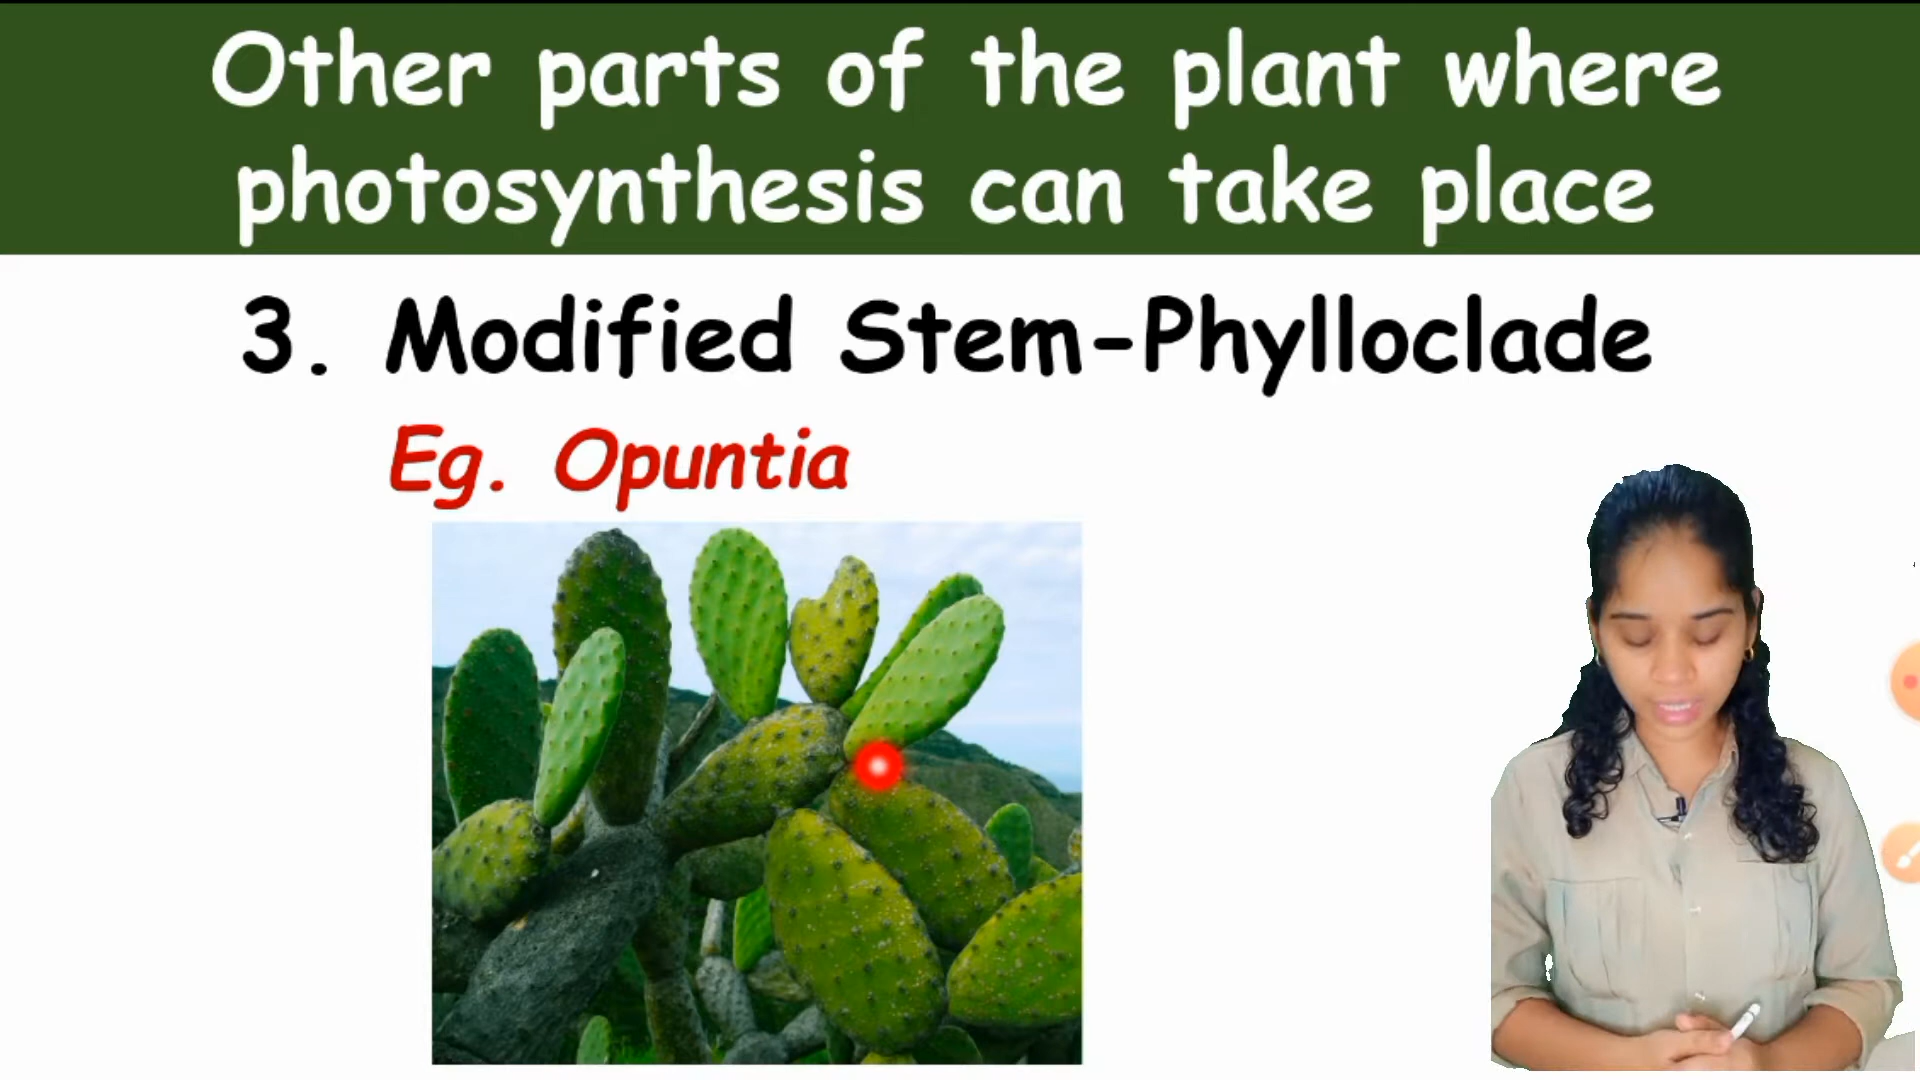 Other parts of the plant where
photosynthesis can take place
3. Modified Stem-Phylloclade
Eg. Opuntia